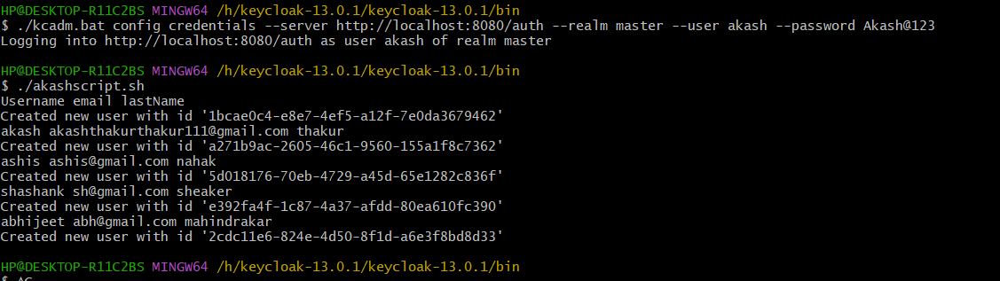 HP@DESKTOP-R11C2BS MINGW64 /h/keycloak-13.0.1/keycloak-13.0.1/bin
$ ./kcadm.bat config credentials --server http://localhost:8080/auth --realm master --user akash --password Akash@123
Logging into http://localhost:8080/auth as user akash of realm master
HP@DESKTOP-R11C2BS MINGW64 /h/keycloak-13.0.1/keycloak-13.0.1/bin
$ ./akashscript.sh
Username email lastName
Created new user with id '1bcae0c4-e8e7-4ef5-a12f-7e0da3679462'
akash akashthakurthakur111@gmail.com thakur
Created new user with id 'a271b9ac-2605-46c1-9560-155a1f8c7362'
ashis ashis@gmail.com nahak
Created new user with id '5d018176-70eb-4729-a45d-65e1282c836f'
shashank sh@gmail.com sheaker
Created new user with id 'e392fa4f-1c87-4a37-afdd-80ea610fc390'
abhijeet abh@gmail.com mahindrakar
Created new user with id '2cdc11e6-824e-4d50-8f1d-a6e3f8bd8d33'
HP@DESKTOP-R11C2BS MINGW64 /h/keycloak-13.0.1/keycloak-13.0.1/bin